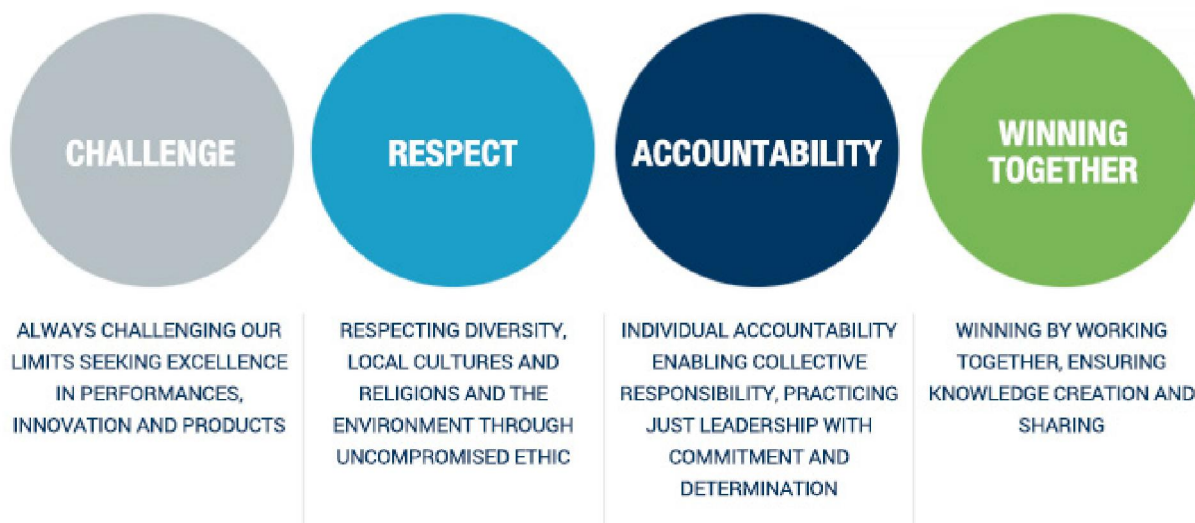 CHALLENGE
ALWAYS CHALLENGING OUR
LIMITS SEEKING EXCELLENCE
IN PERFORMANCES,
INNOVATION AND PRODUCTS
RESPECT
RESPECTING DIVERSITY,
LOCAL CULTURES AND
RELIGIONS AND THE
ENVIRONMENT THROUGH
UNCOMPROMISED ETHIC
ACCOUNTABILITY
INDIVIDUAL ACCOUNTABILITY
ENABLING COLLECTIVE
RESPONSIBILITY, PRACTICING
JUST LEADERSHIP WITH
COMMITMENT AND
DETERMINATION
WINNING
TOGETHER
WINNING BY WORKING
TOGETHER, ENSURING
KNOWLEDGE CREATION AND
SHARING